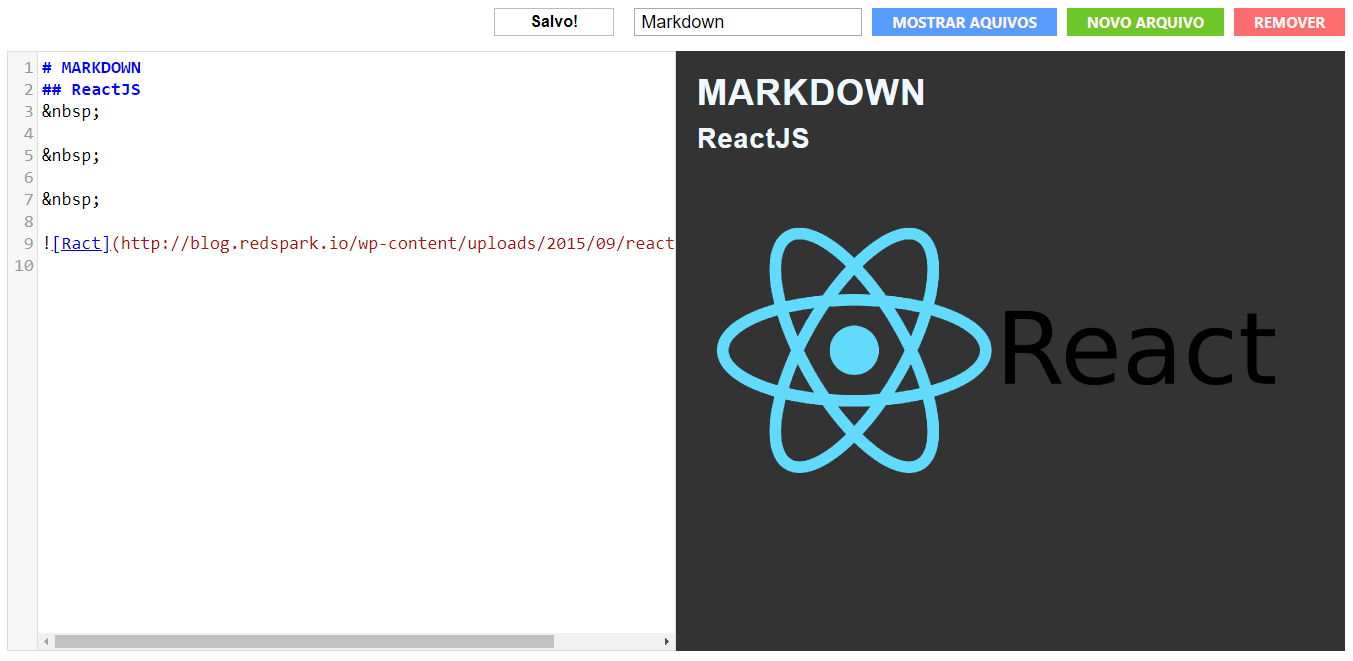 Salvo!
Markdown
MOSTRAR AQUIVOS
NOVO ARQUIVO
REMOVER
1 # MARKDOWN
2 ## ReactJS
3 &nbsp;
4
5 &nbsp;
6
7 &nbsp;
8
9 ![Ract](http://blog.redspark.io/wp-content/uploads/2015/09/react
10
MARKDOWN
ReactJS
React